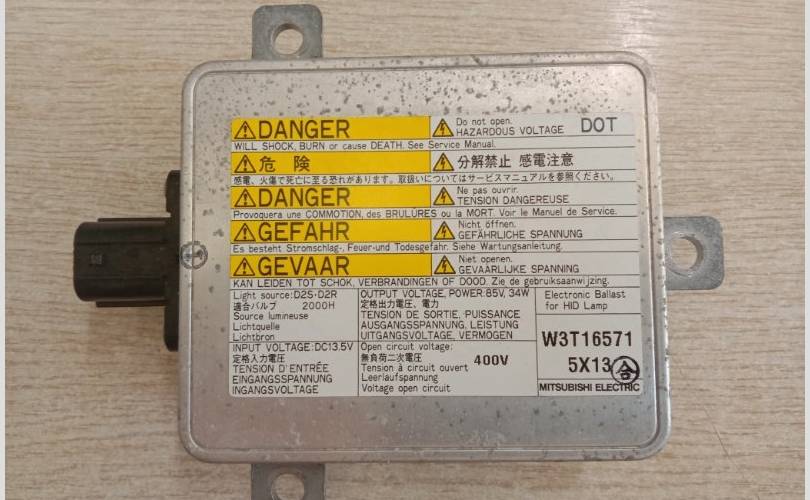 DANGER
Do not open.
HAZARDOUS VOLTAGE DOT
WILL SHOCK, BURN or cause DEATH. See Service Manual.
危 険
分解禁止 感電注意
感電、火傷で死亡に至る恐れがあります。取扱いについてはサービスマニュアルを参照ください。
DANGER
Ne pas ouvrir.
TENSION DANGEREUSE
Provoquera une COMMOTION, des BRULURES ou la MORT. Voir le Manuel de Service.
GEFAHR
Nicht öffnen.
GEFÄHRLICHE SPANNUNG
Es besteht Stromschlag-, Feuer-und Todesgefahr. Siehe Wartungsanleitung.
GEVAAR
Niet openen.
GEVAARLIJKE SPANNING
KAN LEIDEN TOT SCHOK, VERBRANDINGEN OF DOOD. Zie de gebruiksaanwijzing.
Light source:D2S·D2R
適合バルブ 2000H
Source lumineuse
Lichtquelle
Lichtbron
OUTPUT VOLTAGE, POWER:85V, 34W
定格出力電圧、電力
TENSION DE SORTIE, PUISSANCE
AUSGANGSSPANNUNG, LEISTUNG
UITGANGSVOLTAGE, VERMOGEN
Electronic Ballast
for HID Lamp
INPUT VOLTAGE:DC13.5V
定格入力電圧
TENSION D'ENTRÉE
EINGANGSSPANNUNG
INGANGSVOLTAGE
Open circuit voltage:
無負荷二次電圧 400V
Tension à circuit ouvert
Leerlaufspannung
Voltage open circuit
W3T16571
5X13 合
MITSUBISHI ELECTRIC